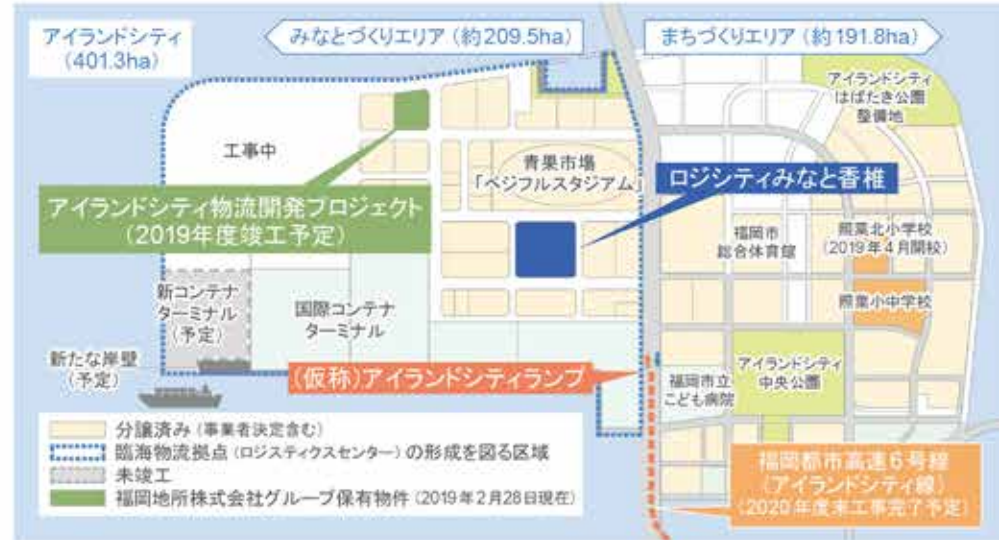 アイランドシティ
(401.3ha)
みなとづくりエリア(約209.5ha)
まちづくりエリア(約191.8ha)
アイランドシティ
はばたき公園
整備地
工事中
青果市場
「ベジフルスタジアム」
ロジシティみなと香椎
アイランドシティ物流開発プロジェクト
(2019年度竣工予定)
福岡市
総合体育館
照葉北小学校
(2019年4月開校)
照葉小中学校
新コンテナ
ターミナル
(予定)
国際コンテナ
ターミナル
新たな岸壁
(予定)
(仮称)アイランドシティランプ
福岡市立
こども病院
アイランドシティ
中央公園
分譲済み(事業者決定含む)
臨海物流拠点(ロジスティクスセンター)の形成を図る区域
未竣工
福岡地所株式会社グループ保有物件(2019年2月28日現在)
福岡都市高速6号線
(アイランドシティ線)
(2020年度末工事完了予定)